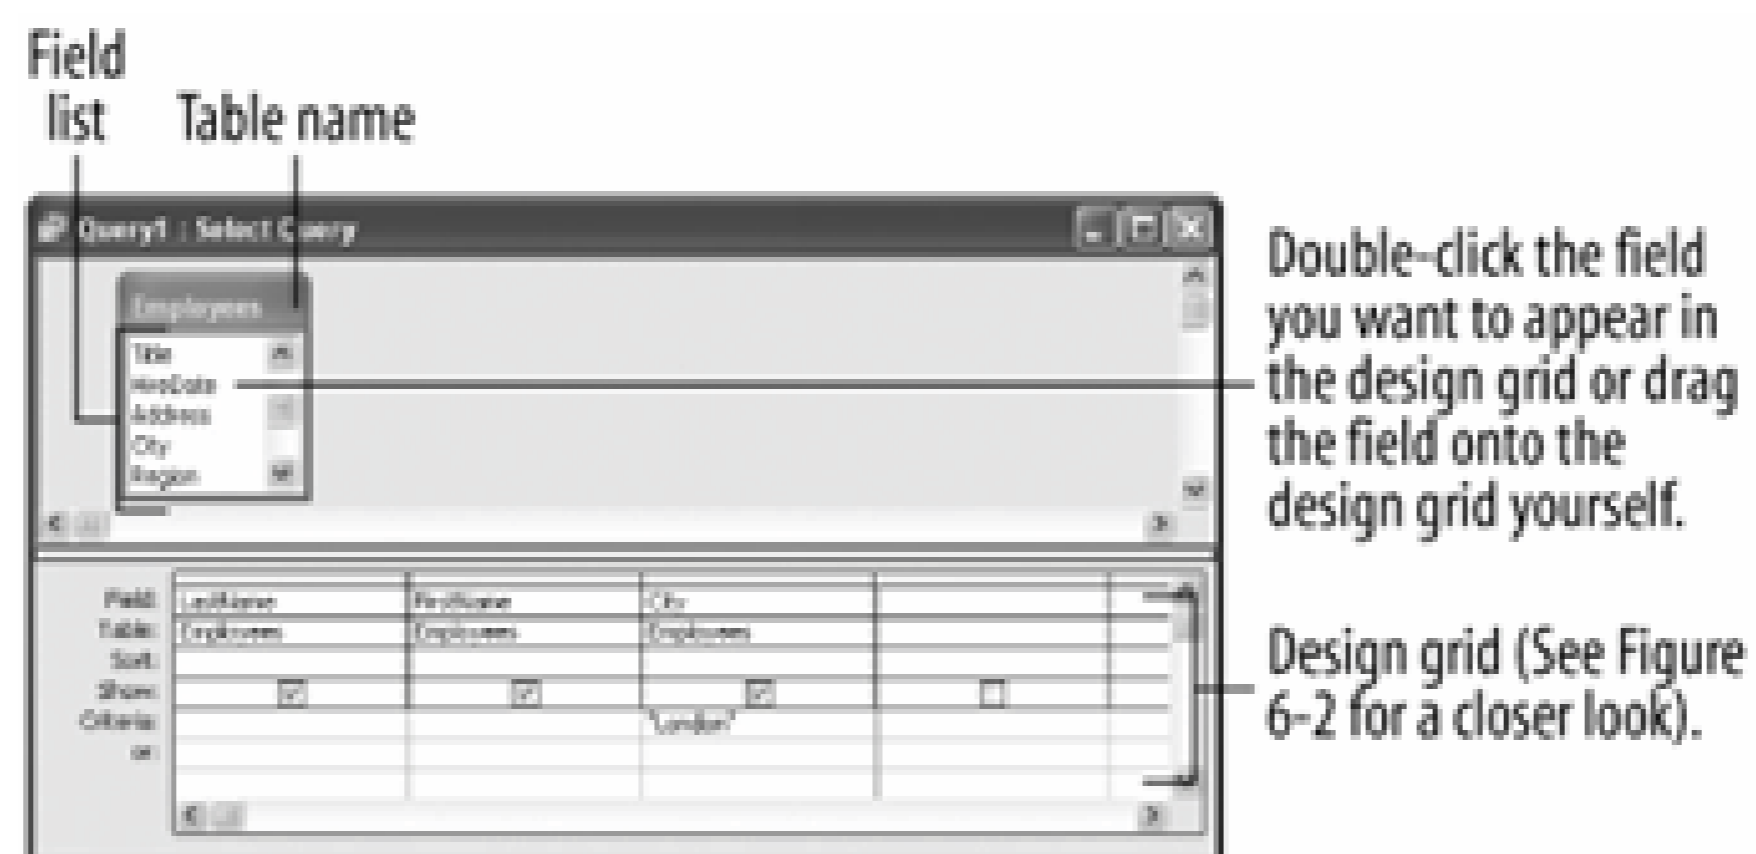 Field
list
Table name
Query1 : Select Query
Employees
Title
HireDate
Address
City
Region
Double-click the field
you want to appear in
the design grid or drag
the field onto the
design grid yourself.
Field: LastName FirstName City
Table: Employees Employees Employees
Sort:
Show:
Criteria: "London"
or:
Design grid (See Figure
6-2 for a closer look).